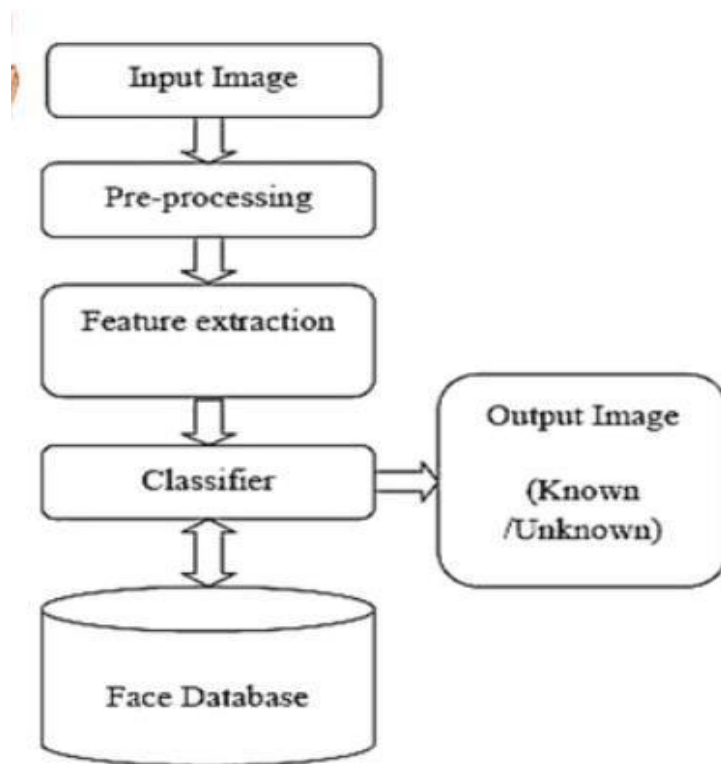 Input Image
Pre-processing
Feature extraction
Classifier
Output Image
(Known
/Unknown)
Face Database